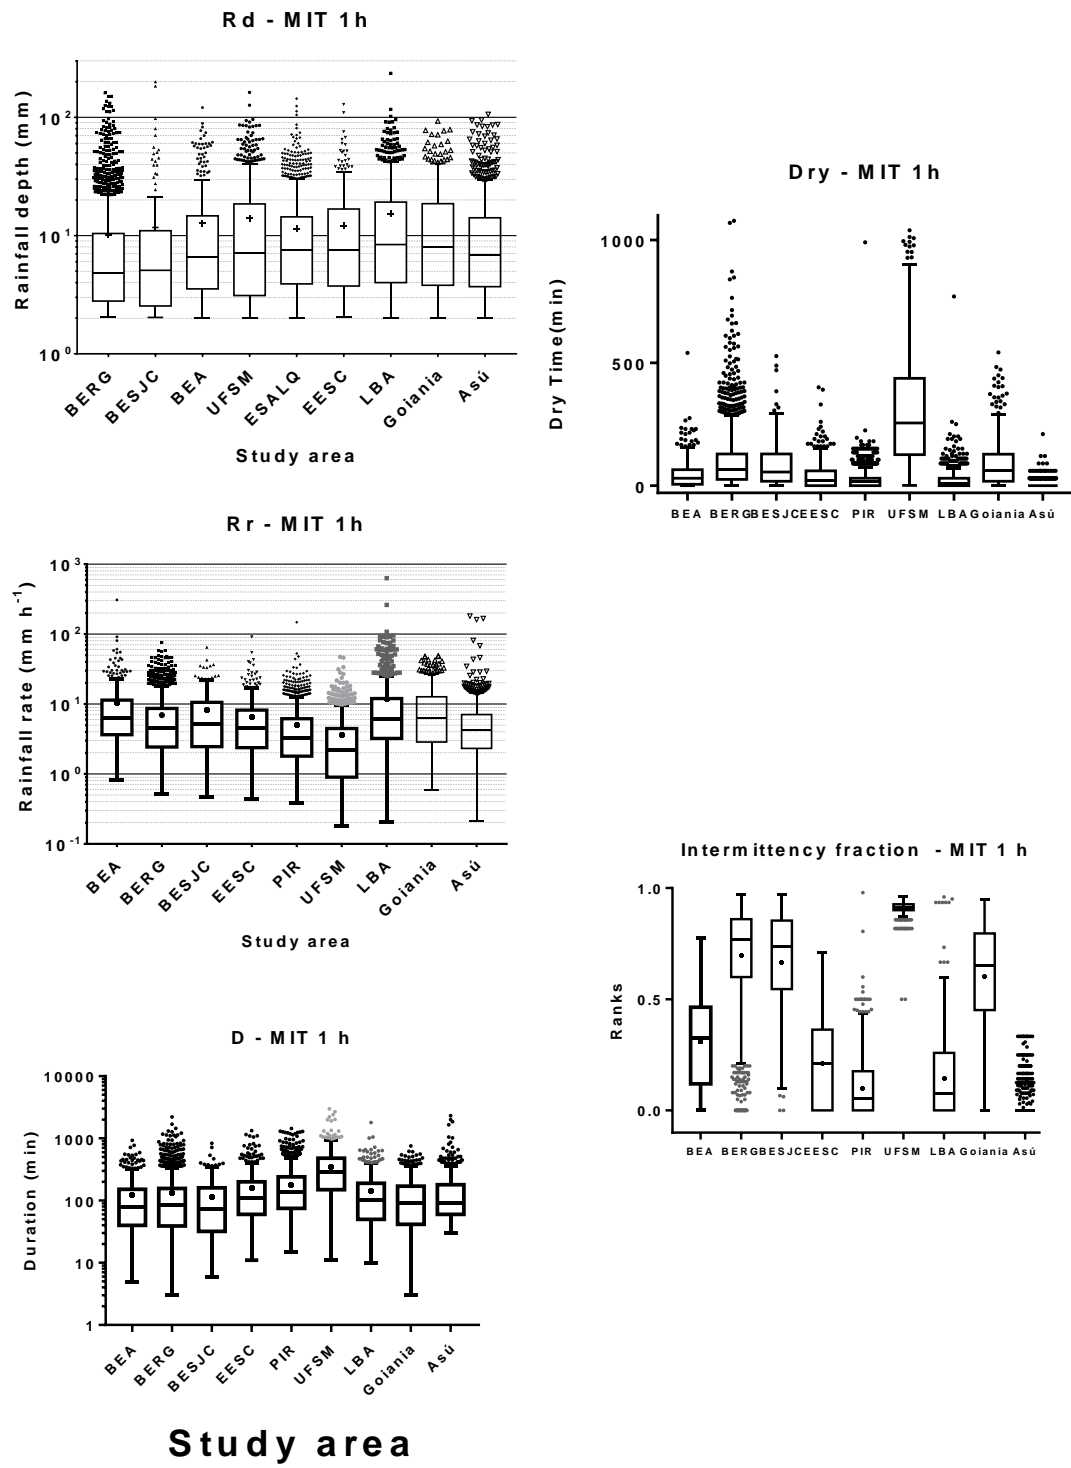 Rd - MIT 1h
Rainfall depth (mm)
10^2
10^1
10^0
BERG BESJC BEA UFSM ESALQ EESC LBA Goiania Asú
Study area
Dry - MIT 1h
Dry Time(min)
1000
500
0
BEA BERG BESJC EESC PIR UFSM LBA Goiania Asú
Rr - MIT 1h
Rainfall rate (mm h^-1)
10^3
10^2
10^1
10^0
10^-1
BEA BERG BESJC EESC PIR UFSM LBA Goiania Asú
Study area
Intermittency fraction - MIT 1 h
Ranks
1.0
0.5
0.0
BEA BERG BESJC EESC PIR UFSM LBA Goiania Asú
D - MIT 1 h
Duration (min)
10000
1000
100
10
1
BEA BERG BESJC EESC PIR UFSM LBA Goiania Asú
Study area